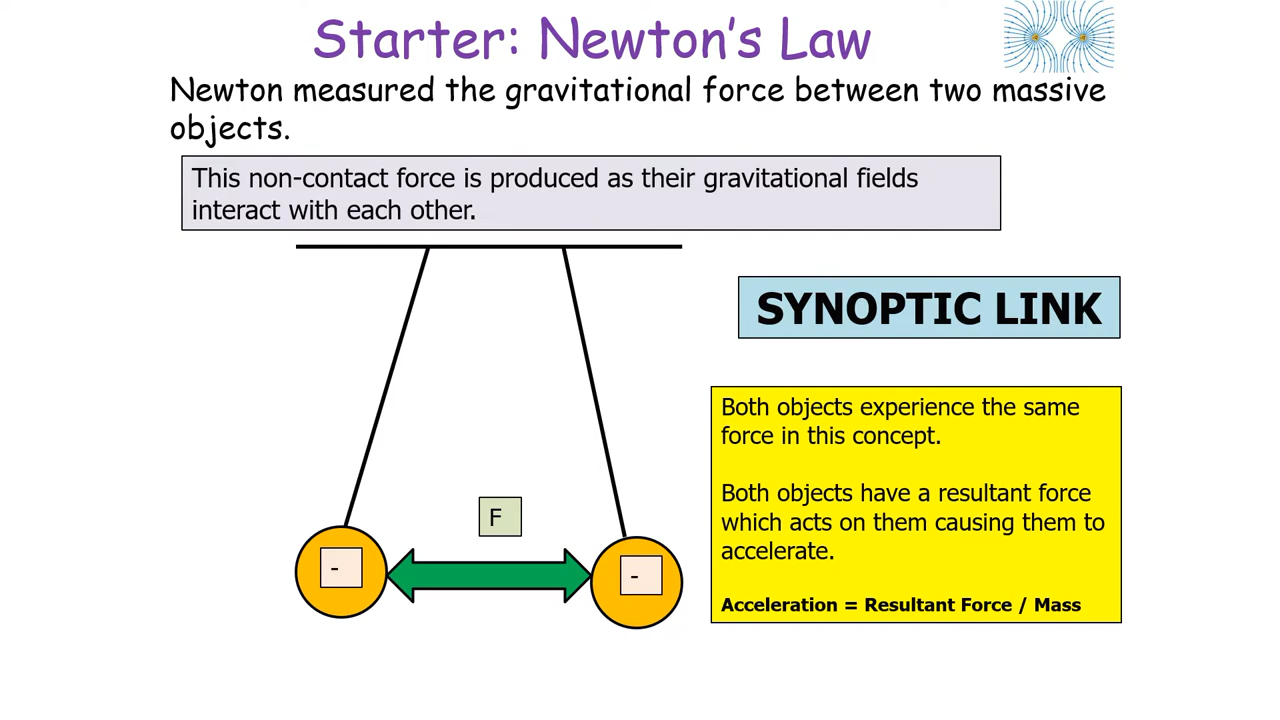 Starter: Newton's Law
Newton measured the gravitational force between two massive
objects.
This non-contact force is produced as their gravitational fields
interact with each other.
SYNOPTIC LINK
Both objects experience the same
force in this concept.
Both objects have a resultant force
which acts on them causing them to
accelerate.
Acceleration = Resultant Force / Mass
F
-
-